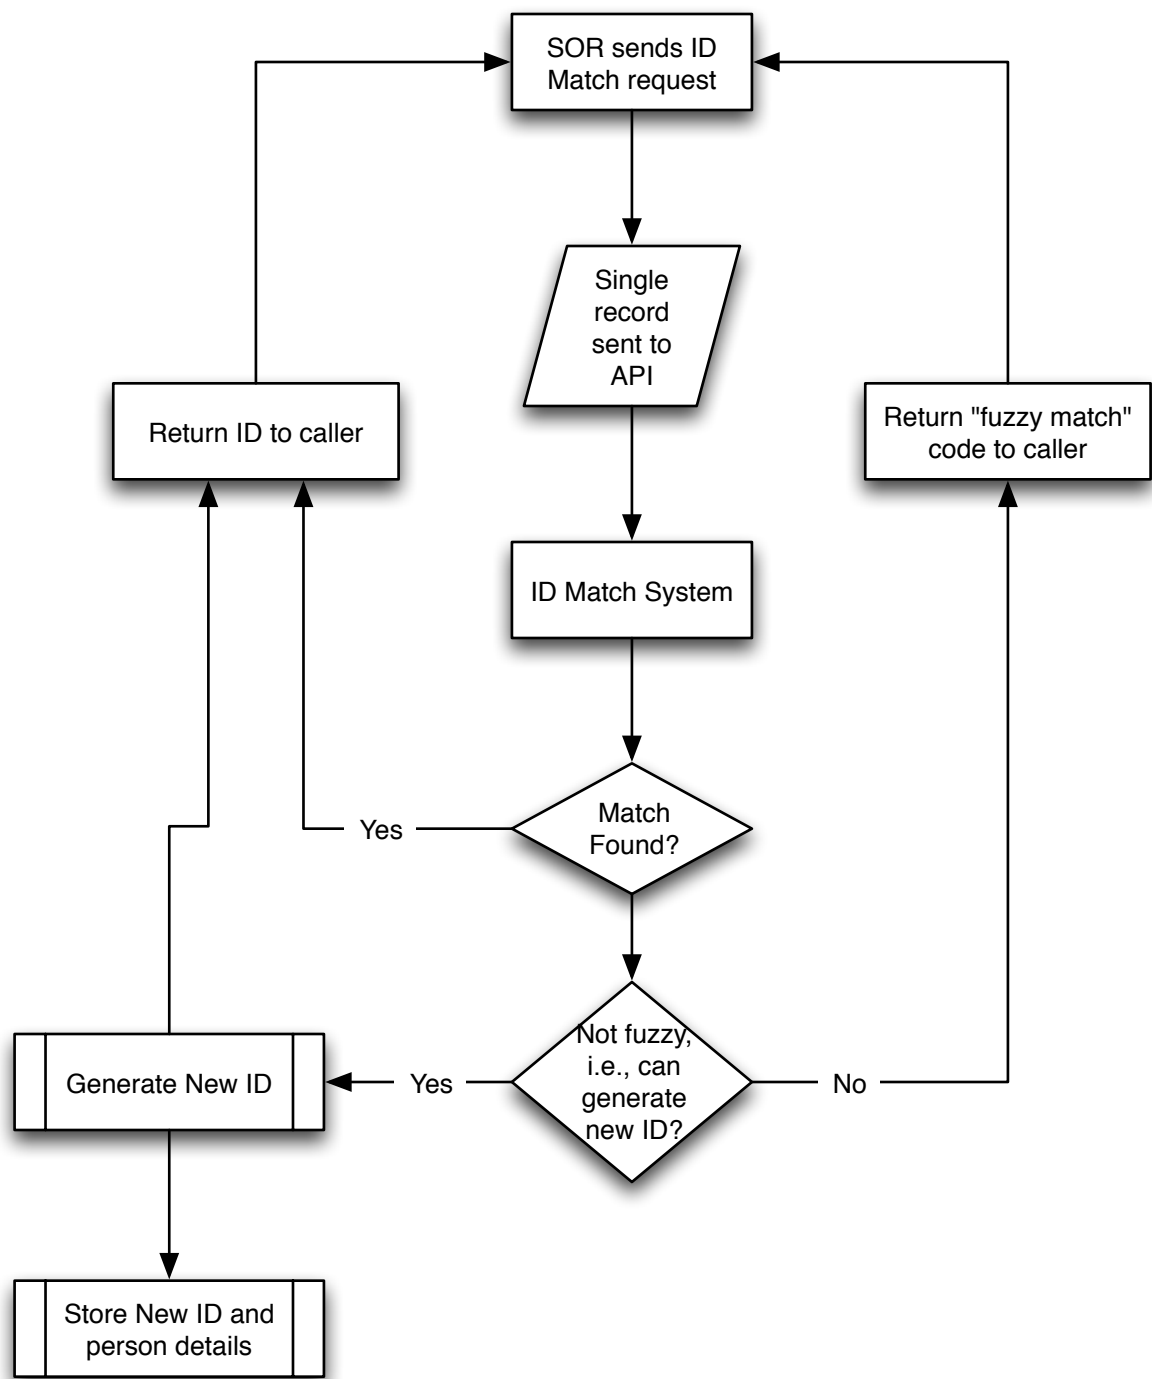 SOR sends ID
Match request
Single
record
sent to
API
Return ID to caller
Return "fuzzy match"
code to caller
ID Match System
Match
Found?
Yes
Not fuzzy,
i.e., can
generate
new ID?
Yes
No
Generate New ID
Store New ID and
person details